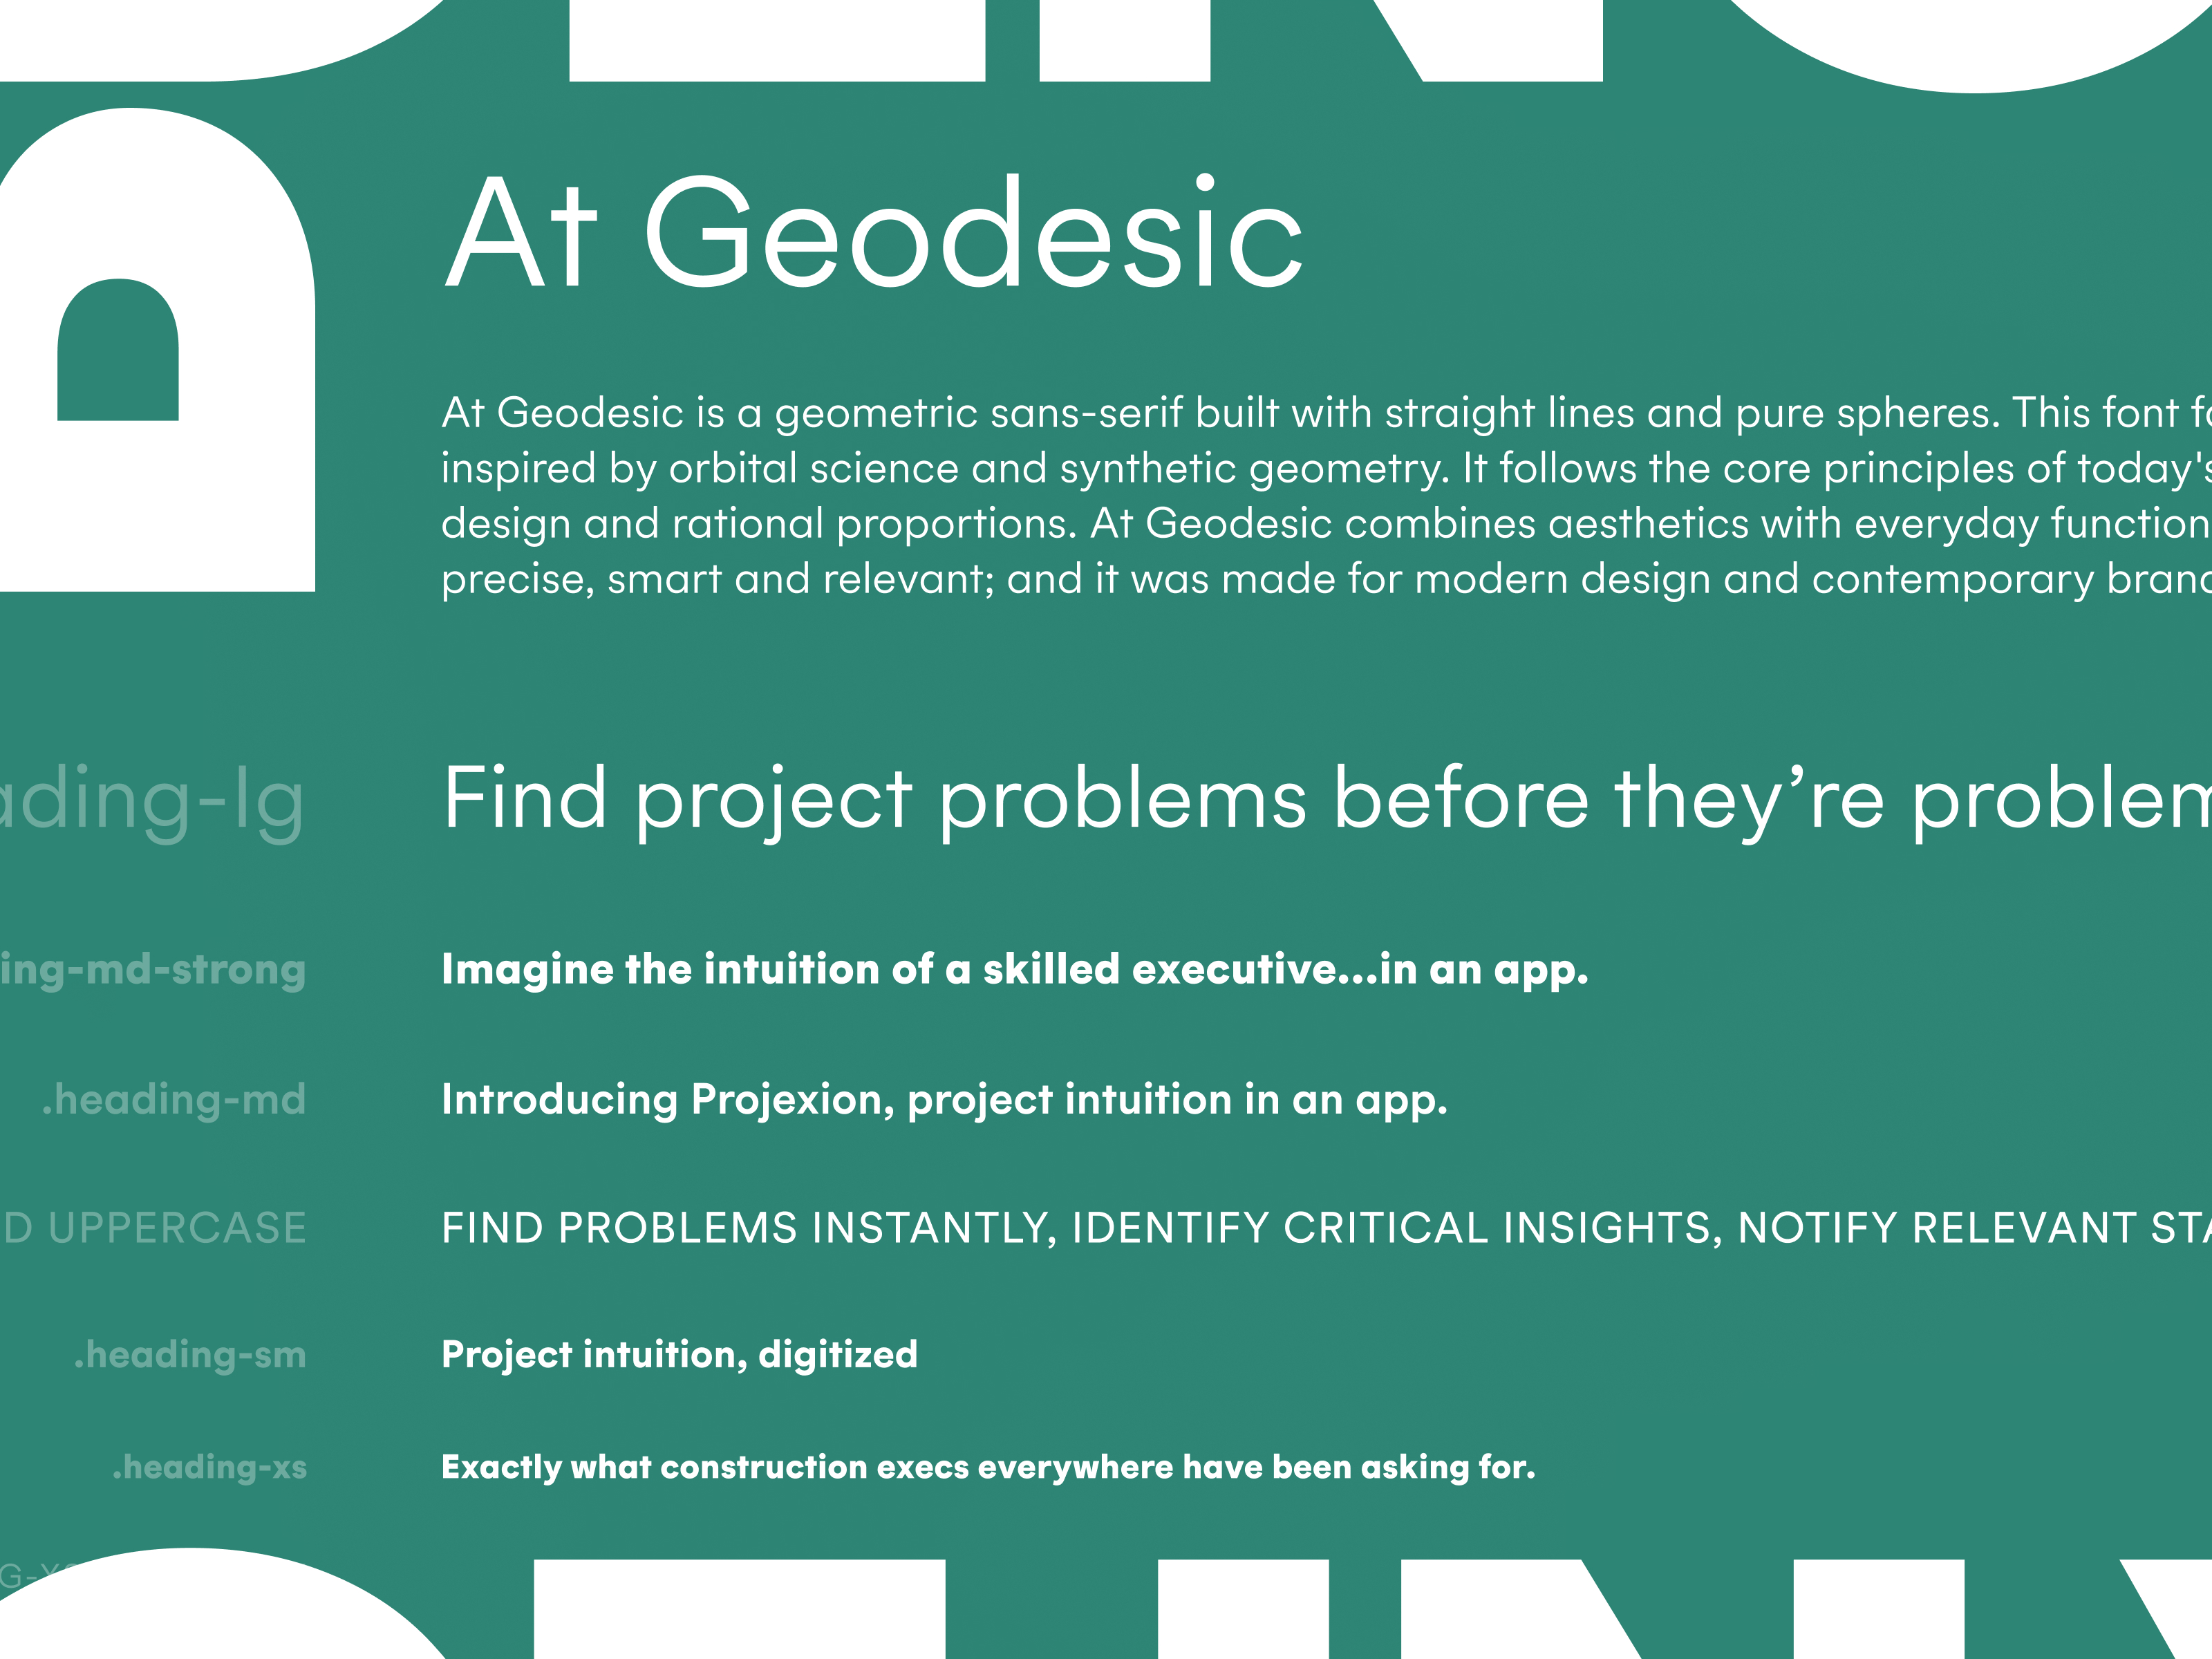 At Geodesic
At Geodesic is a geometric sans-serif built with straight lines and pure spheres. This font
inspired by orbital science and synthetic geometry. It follows the core principles of today's
design and rational proportions. At Geodesic combines aesthetics with everyday function
precise, smart and relevant; and it was made for modern design and contemporary
ading-lg
Find project problems before they’re problem
ing-md-strong
Imagine the intuition of a skilled executive...in an app.
.heading-md
Introducing Projexion, project intuition in an app.
D UPPERCASE
FIND PROBLEMS INSTANTLY, IDENTIFY CRITICAL INSIGHTS, NOTIFY RELEVANT
.heading-sm
Project intuition, digitized
.heading-xs
Exactly what construction execs everywhere have been asking for.